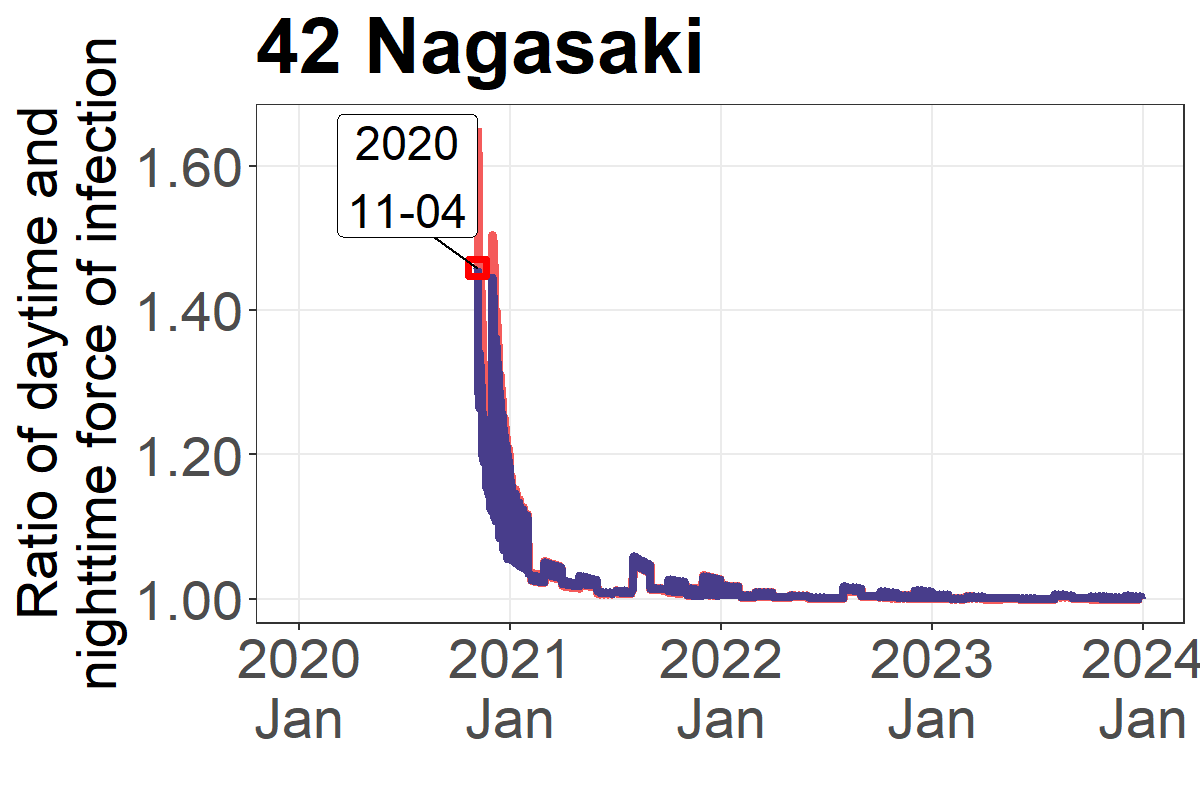 42 Nagasaki
Ratio of daytime and
nighttime force of infection
1.60
1.40
1.20
1.00
2020
11-04
2020
Jan
2021
Jan
2022
Jan
2023
Jan
2024
Jan